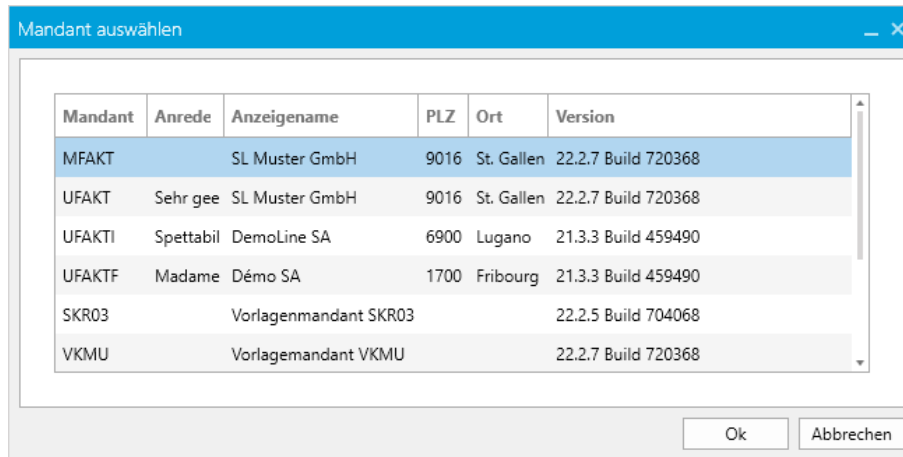 Mandant auswählen
Mandant Anrede Anzeigename PLZ Ort Version
MFAKT SL Muster GmbH 9016 St. Gallen 22.2.7 Build 720368
UFAKT Sehr gee SL Muster GmbH 9016 St. Gallen 22.2.7 Build 720368
UFAKTI Spettabil DemoLine SA 6900 Lugano 21.3.3 Build 459490
UFAKTF Madame Démo SA 1700 Fribourg 21.3.3 Build 459490
SKR03 Vorlagenmandant SKR03 22.2.5 Build 704068
VKMU Vorlagemandant VKMU 22.2.7 Build 720368
Ok Abbrechen